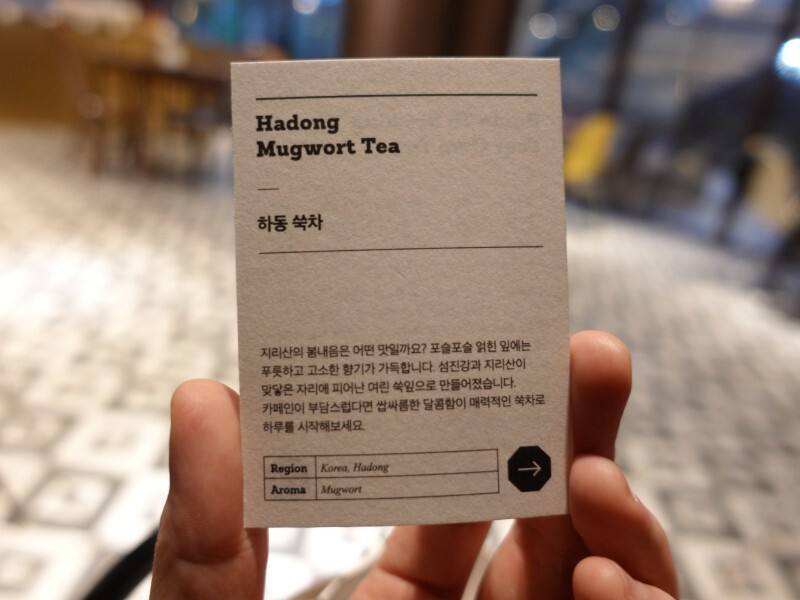 Hadong
Mugwort Tea
하동 쑥차
지리산의 봄내음은 어떤 맛일까요? 포슬포슬 얽힌 잎에는
푸릇하고 고소한 향기가 가득합니다. 섬진강과 지리산이
맞닿은 자리에 피어난 여린 쑥잎으로 만들어졌습니다.
카페인이 부담스럽다면 쌉싸름한 달콤함이 매력적인 쑥차로
하루를 시작해보세요.
Region Korea, Hadong
Aroma Mugwort